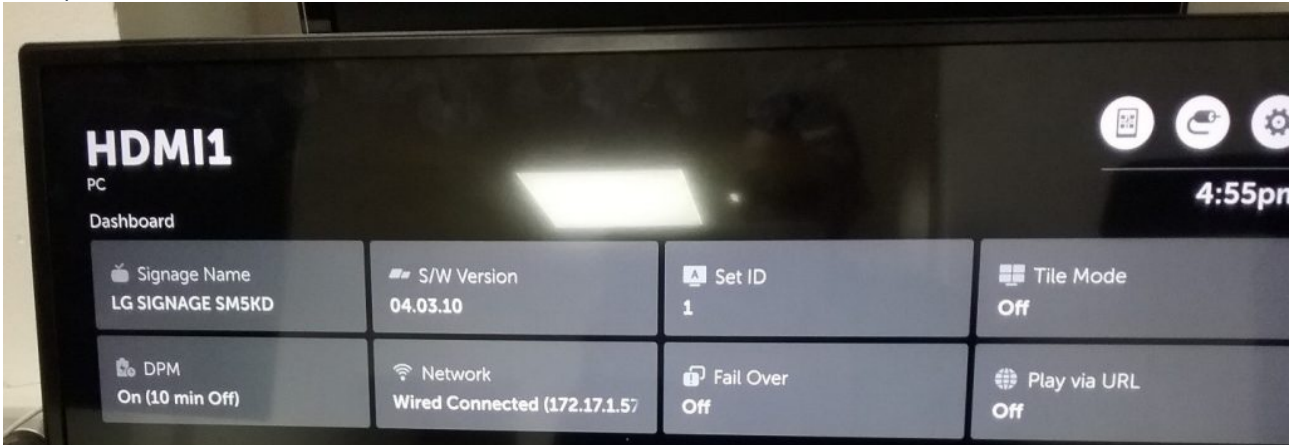 HDMI1
PC
4:55pm
Dashboard
Signage Name
LG SIGNAGE SM5KD
S/W Version
04.03.10
Set ID
1
Tile Mode
Off
DPM
On (10 min Off)
Network
Wired Connected (172.17.1.57
Fail Over
Off
Play via URL
Off